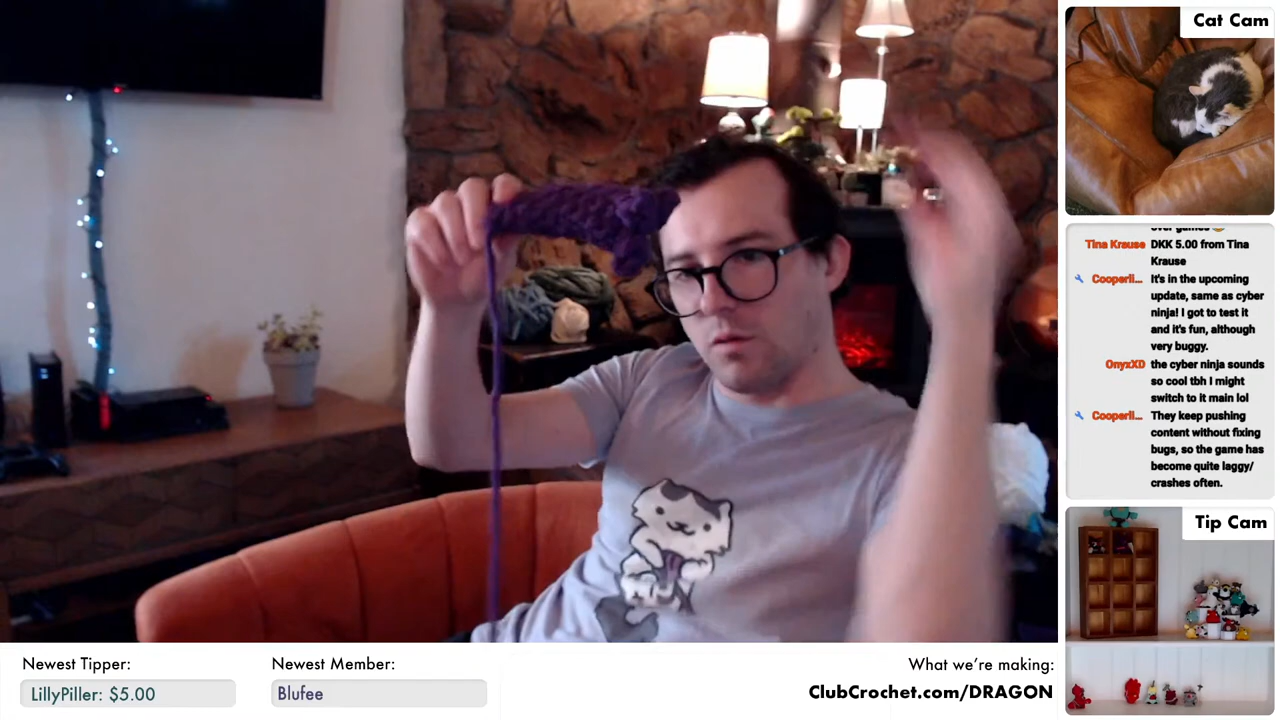 Cat Cam
Tina Krause DKK 5.00 from Tina
Krause
Cooperli... It's in the upcoming
update, same as cyber
ninja! I got to test it
and it's fun, although
very buggy.
OnyxXD the cyber ninja sounds
so cool tbh I might
switch to it main lol
Cooperli... They keep pushing
content without fixing
bugs, so the game has
become quite laggy/
crashes often.
Tip Cam
Newest Tipper:
LillyPiller: $5.00
Newest Member:
Blufee
What we're making:
ClubCrochet.com/DRAGON